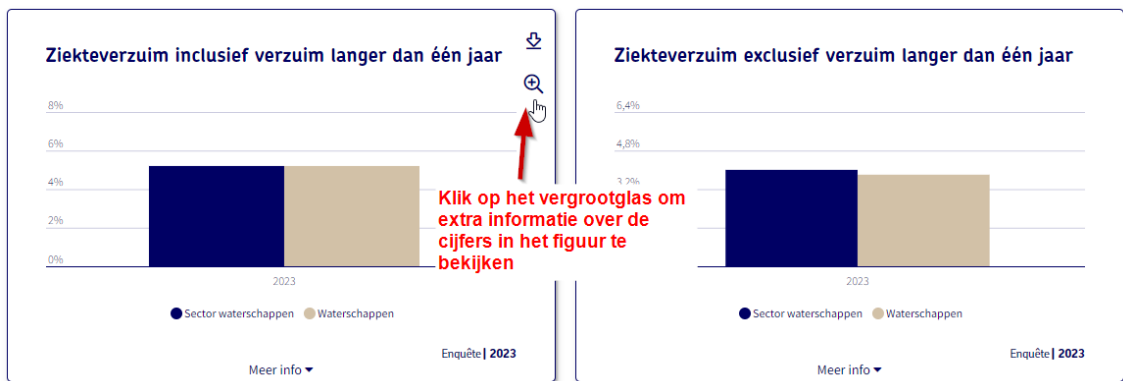 Ziekteverzuim inclusief verzuim langer dan één jaar
8%
6%
4%
2%
0%
2023
Sector waterschappen
Waterschappen
Enquête | 2023
Meer info
Klik op het vergrootglas om
extra informatie over de
cijfers in het figuur te
bekijken
Ziekteverzuim exclusief verzuim langer dan één jaar
6,4%
4,8%
3,2%
2023
Sector waterschappen
Waterschappen
Enquête | 2023
Meer info